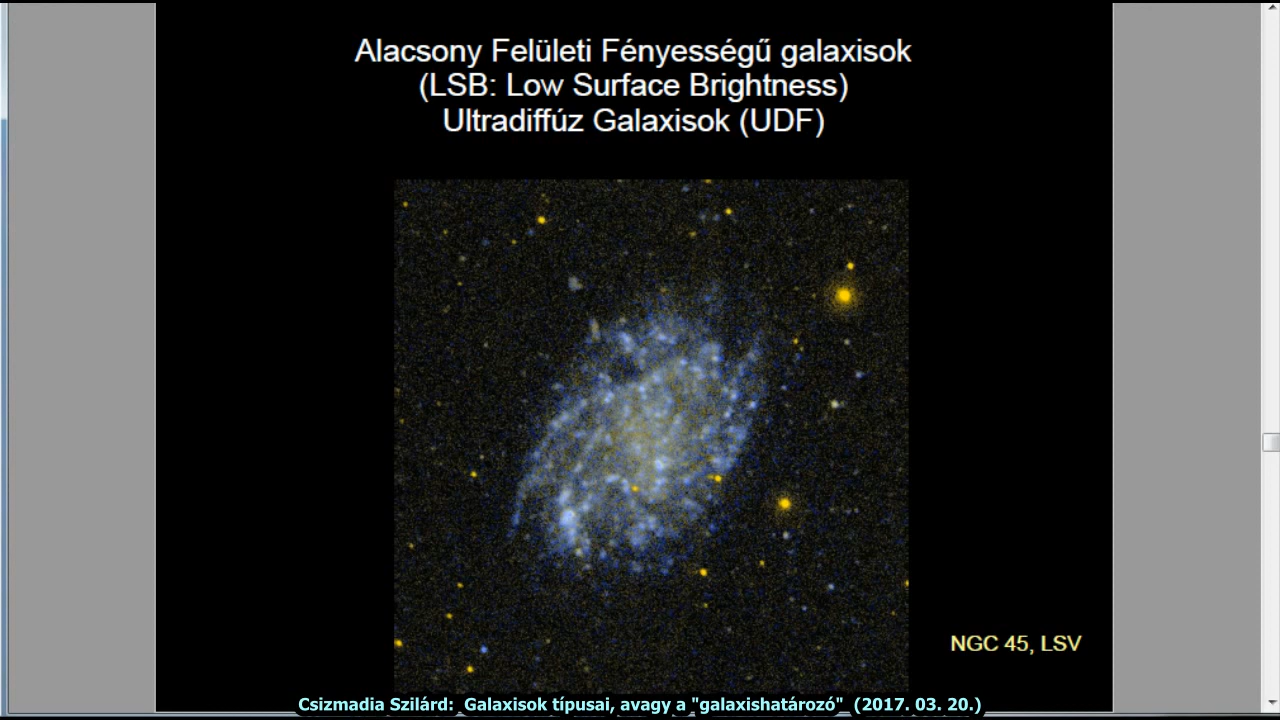 Alacsony Felületi Fényességű galaxisok
(LSB: Low Surface Brightness)
Ultradiffúz Galaxisok (UDF)
NGC 45, LSV
Csizmadia Szilárd: Galaxisok típusai, avagy a "galaxishatározó" (2017. 03. 20.)